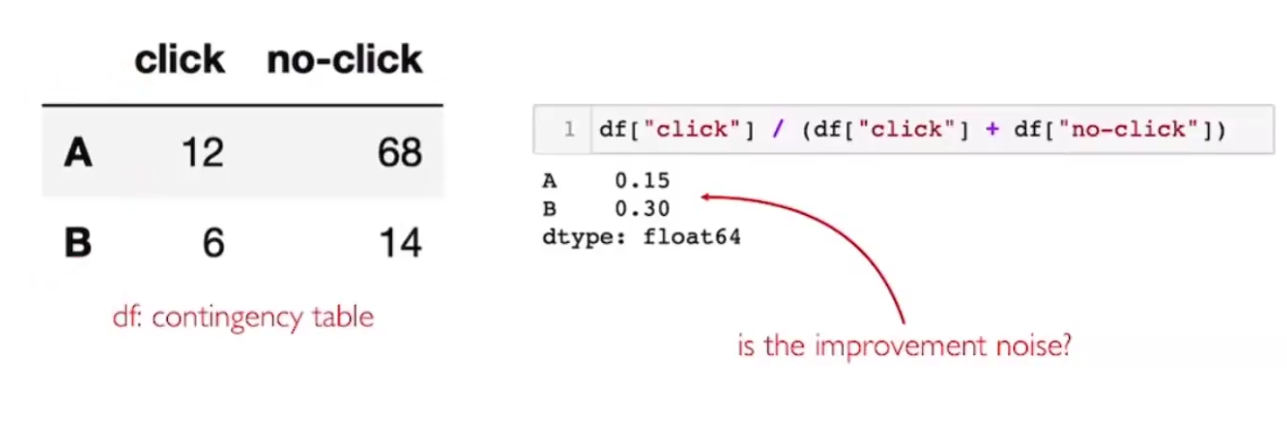 click no-click
A 12 68
B 6 14
df: contingency table
1 df["click"] / (df["click"] + df["no-click"])
A 0.15
B 0.30
dtype: float64
is the improvement noise?